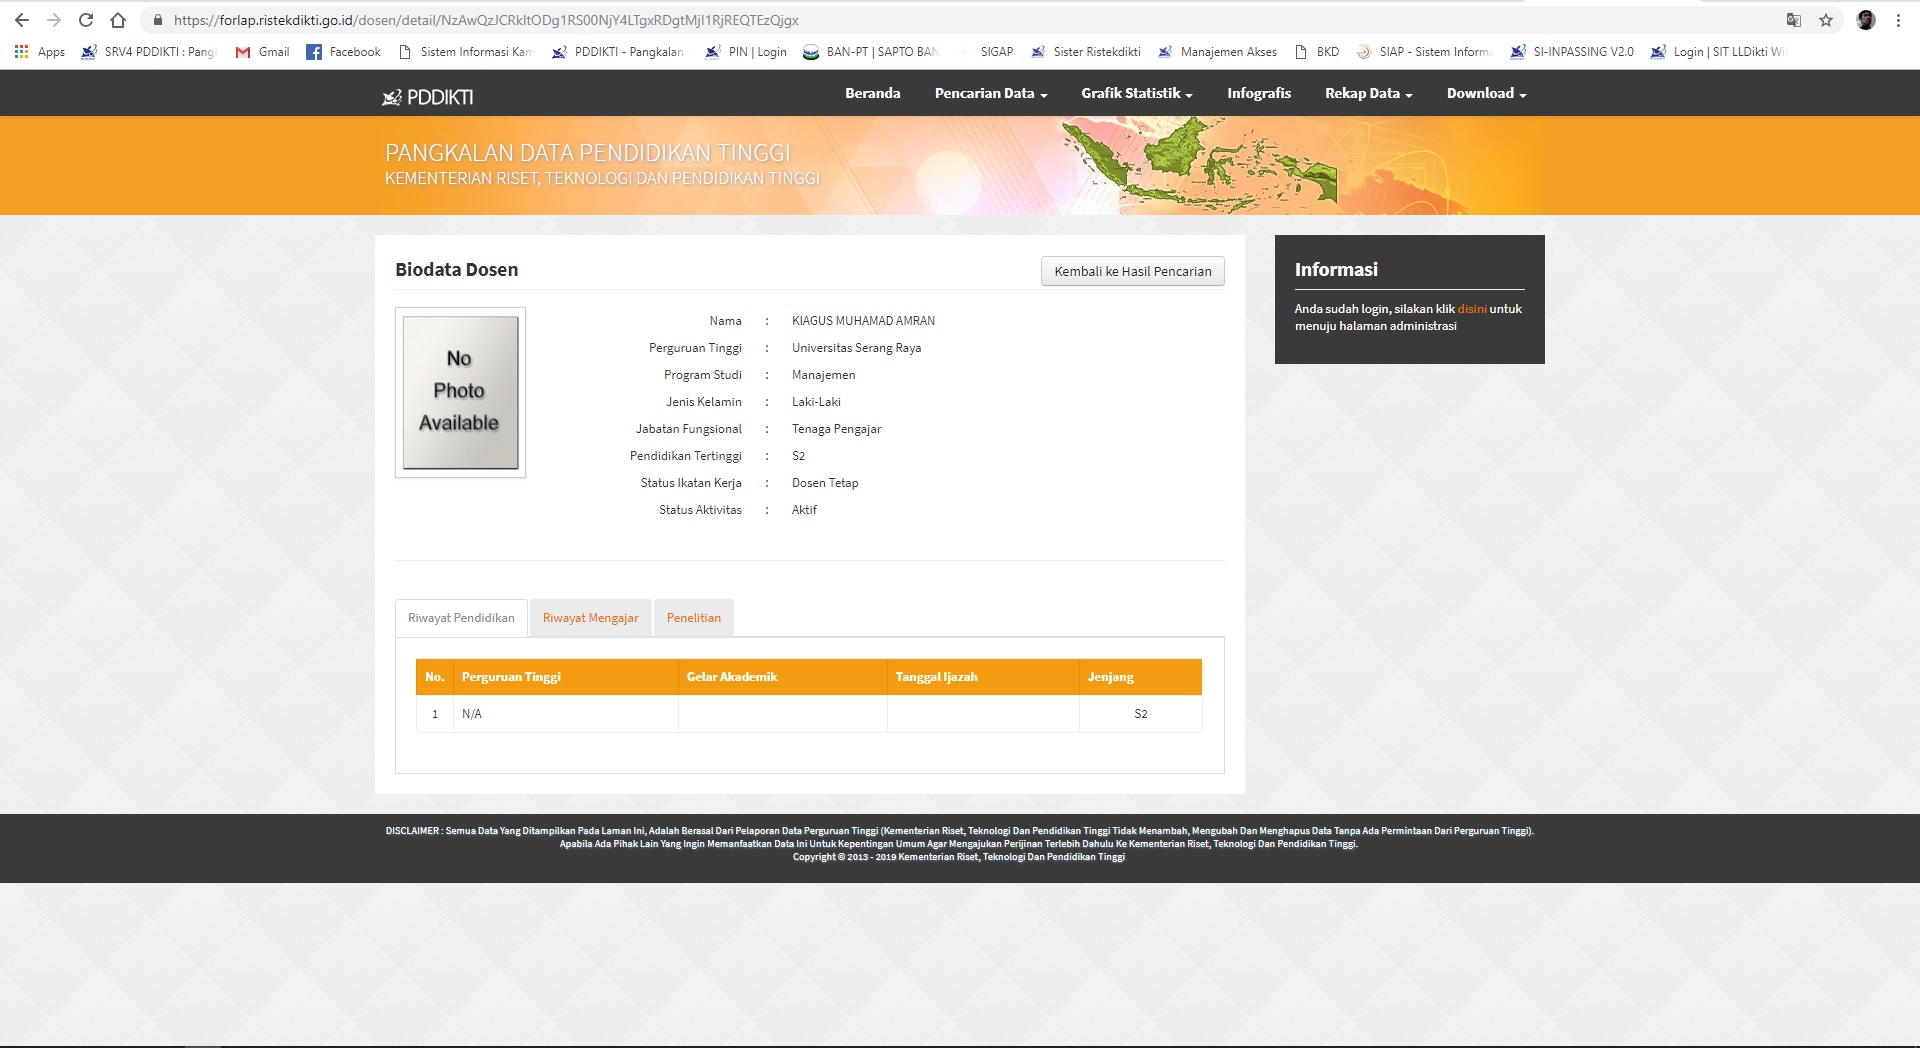 https://forlap.ristekdikti.go.id/dosen/detail/NzAwQzJCRkItODg1RS00NjY4LTgxRDgtMjI1RjREQTEzQjgx
Apps SRV4 PDDIKTI : Pang Gmail Facebook Sistem Informasi Kam PDDIKTI - Pangkalan PIN | Login BAN-PT | SAPTO BAN SIGAP Sister Ristekdikti Manajemen Akses BKD SIAP - Sistem Inform SI-INPASSING V2.0 Login | SIT LLDikti Wi
PDDIKTI Beranda Pencarian Data Grafik Statistik Infografis Rekap Data Download
PANGKALAN DATA PENDIDIKAN TINGGI
KEMENTERIAN RISET, TEKNOLOGI DAN PENDIDIKAN TINGGI
Biodata Dosen
Kembali ke Hasil Pencarian
No
Photo
Available
Nama : KIAGUS MUHAMAD AMRAN
Perguruan Tinggi : Universitas Serang Raya
Program Studi : Manajemen
Jenis Kelamin : Laki-Laki
Jabatan Fungsional : Tenaga Pengajar
Pendidikan Tertinggi : S2
Status Ikatan Kerja : Dosen Tetap
Status Aktivitas : Aktif
Informasi
Anda sudah login, silakan klik disini untuk
menuju halaman administrasi
Riwayat Pendidikan Riwayat Mengajar Penelitian
No. Perguruan Tinggi Gelar Akademik Tanggal Ijazah Jenjang
1 N/A S2
DISCLAIMER : Semua Data Yang Ditampilkan Pada Laman Ini, Adalah Berasal Dari Pelaporan Data Perguruan Tinggi (Kementerian Riset, Teknologi Dan Pendidikan Tinggi Tidak Menambah, Mengubah Dan Menghapus Data Tanpa Ada Permintaan Dari Perguruan Tinggi).
Apabila Ada Pihak Lain Yang Ingin Memanfaatkan Data Ini Untuk Kepentingan Umum Agar Mengajukan Perijinan Terlebih Dahulu Ke Kementerian Riset, Teknologi Dan Pendidikan Tinggi.
Copyright © 2013 - 2019 Kementerian Riset, Teknologi Dan Pendidikan Tinggi